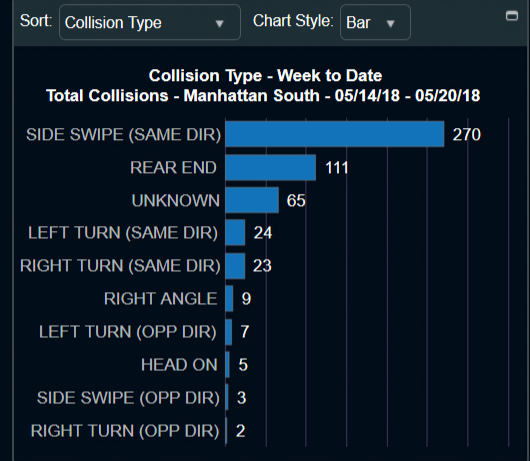 Sort: Collision Type Chart Style: Bar
Collision Type - Week to Date
Total Collisions - Manhattan South - 05/14/18 - 05/20/18
SIDE SWIPE (SAME DIR) 270
REAR END 111
UNKNOWN 65
LEFT TURN (SAME DIR) 24
RIGHT TURN (SAME DIR) 23
RIGHT ANGLE 9
LEFT TURN (OPP DIR) 7
HEAD ON 5
SIDE SWIPE (OPP DIR) 3
RIGHT TURN (OPP DIR) 2